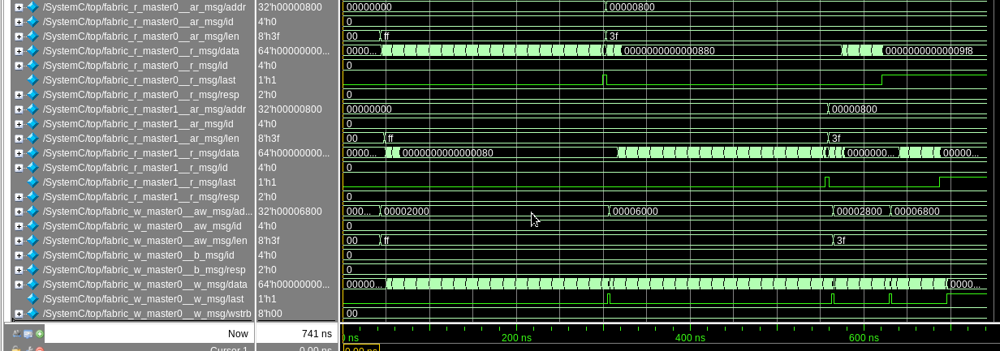 /SystemC/top/fabric_r_master0__ar_msg/addr 32'h00000800 00000000 00000800
/SystemC/top/fabric_r_master0__ar_msg/id 4'h0 0
/SystemC/top/fabric_r_master0__ar_msg/len 8'h3f 00 ff 3f
/SystemC/top/fabric_r_master0__r_msg/data 64'h00000000... 0000... 0000000000000880 00000000000009f8
/SystemC/top/fabric_r_master0__r_msg/id 4'h0 0
/SystemC/top/fabric_r_master0__r_msg/last 1'h1
/SystemC/top/fabric_r_master0__r_msg/resp 2'h0 0
/SystemC/top/fabric_r_master1__ar_msg/addr 32'h00000800 00000000 00000800
/SystemC/top/fabric_r_master1__ar_msg/id 4'h0 0
/SystemC/top/fabric_r_master1__ar_msg/len 8'h3f 00 ff 3f
/SystemC/top/fabric_r_master1__r_msg/data 64'h00000000... 0000... 0000000000000080 0000000... 00000...
/SystemC/top/fabric_r_master1__r_msg/id 4'h0 0
/SystemC/top/fabric_r_master1__r_msg/last 1'h1
/SystemC/top/fabric_r_master1__r_msg/resp 2'h0 0
/SystemC/top/fabric_w_master0__aw_msg/ad... 32'h00006800 000... 00002000 00006000 00002800 00006800
/SystemC/top/fabric_w_master0__aw_msg/id 4'h0 0
/SystemC/top/fabric_w_master0__aw_msg/len 8'h3f 00 ff 3f
/SystemC/top/fabric_w_master0__b_msg/id 4'h0 0
/SystemC/top/fabric_w_master0__b_msg/resp 2'h0 0
/SystemC/top/fabric_w_master0__w_msg/data 64'h00000000... 00000... 0000...
/SystemC/top/fabric_w_master0__w_msg/last 1'h1
/SystemC/top/fabric_w_master0__w_msg/wstrb 8'h00 00
Now 741 ns ns 200 ns 400 ns 600 ns
Cursor 1 0.00 ns 0.00 ns